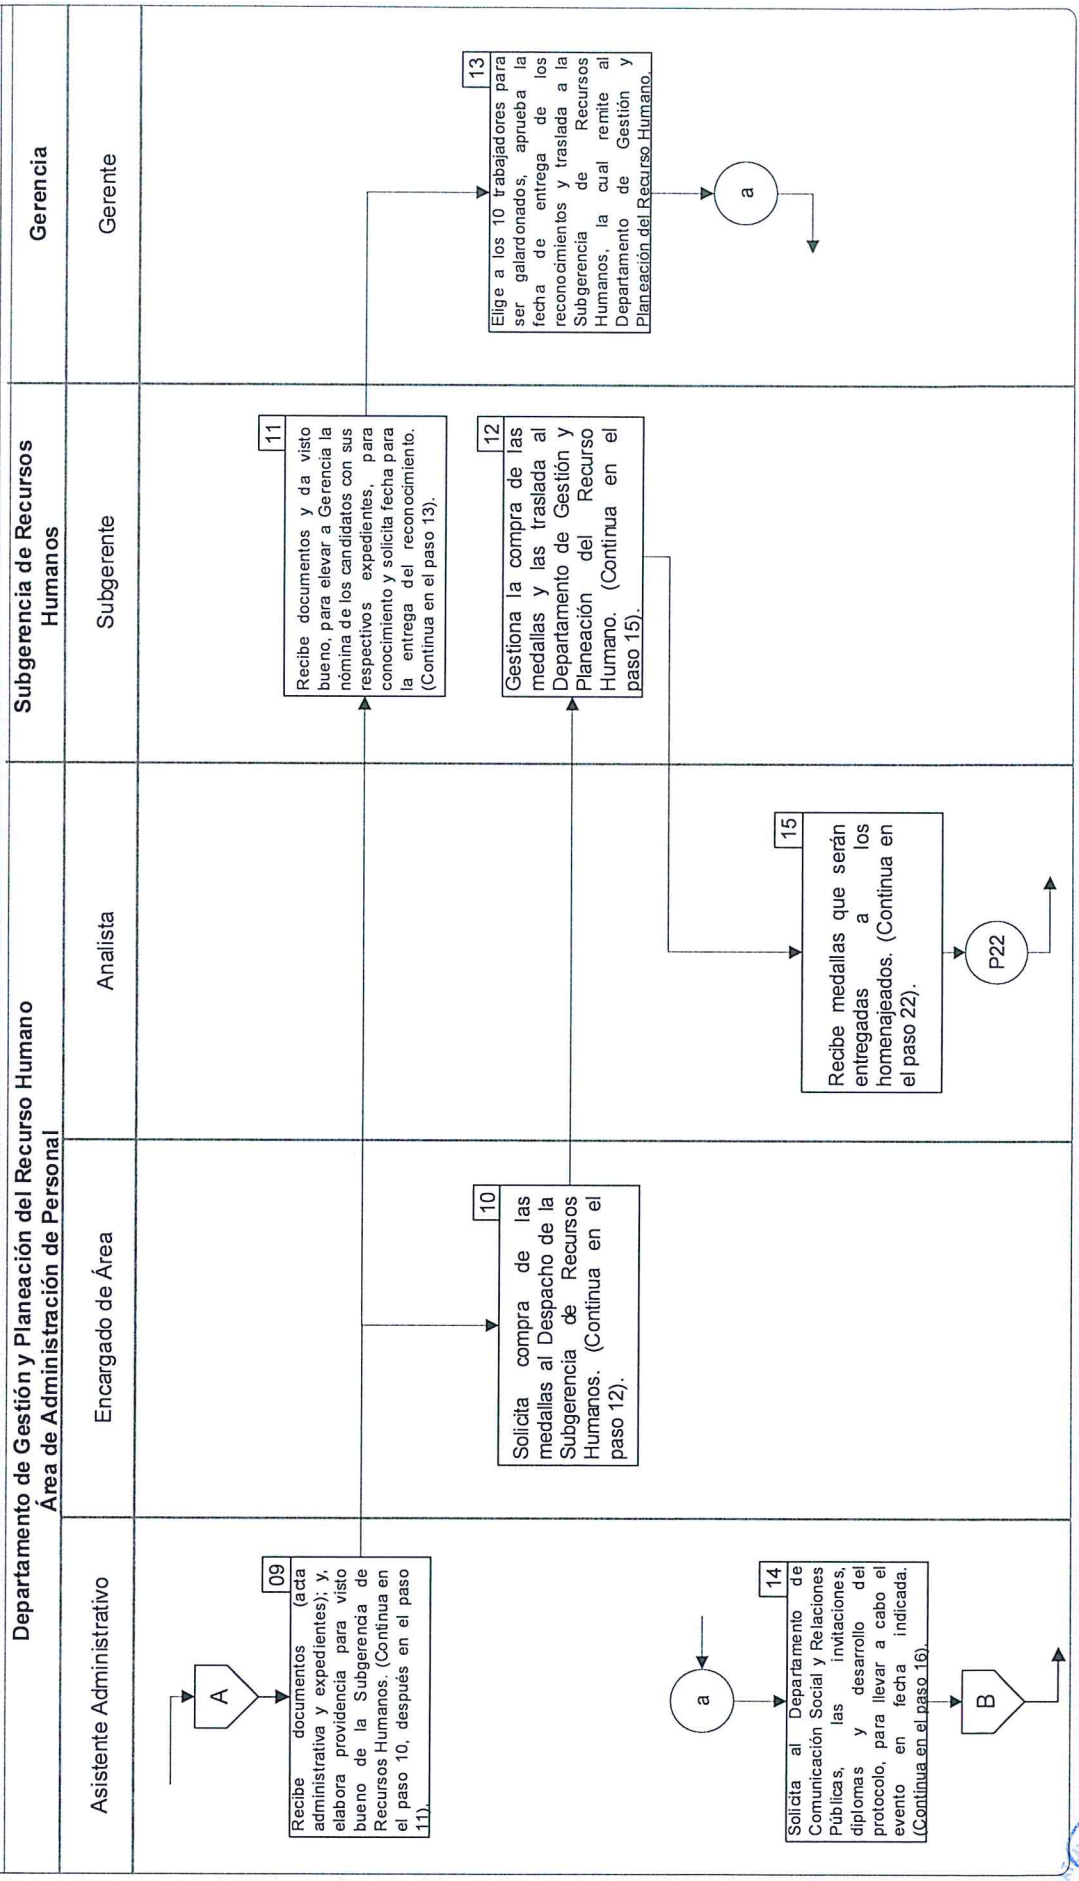 Departamento de Gestión y Planeación del Recurso Humano
Área de Administración de Personal
Subgerencia de Recursos
Humanos
Gerencia
Asistente Administrativo
Encargado de Área
Analista
Subgerente
Gerente
A
09
Recibe documentos (acta
administrativa y expedientes); y,
elabora providencia para visto
bueno de la Subgerencia de
Recursos Humanos. (Continua en
el paso 10, después en el paso
11).
10
Solicita compra de las
medallas al Despacho de la
Subgerencia de Recursos
Humanos. (Continua en el
paso 12).
11
Recibe documentos y da visto
bueno, para elevar a Gerencia la
nómina de los candidatos con sus
respectivos expedientes, para
conocimiento y solicita fecha para
la entrega del reconocimiento.
(Continua en el paso 13).
12
Gestiona la compra de las
medallas y las traslada al
Departamento de Gestión y
Planeación del Recurso
Humano. (Continua en el
paso 15).
13
Elige a los 10 trabajadores para
ser galardonados, aprueba la
fecha de entrega de los
reconocimientos y traslada a la
Subgerencia de Recursos
Humanos, la cual remite al
Departamento de Gestión y
Planeación del Recurso Humano.
a
a
14
Solicita al Departamento de
Comunicación Social y Relaciones
Públicas, las invitaciones,
diplomas y desarrollo del
protocolo, para llevar a cabo el
evento en fecha indicada.
(Continua en el paso 16).
B
15
Recibe medallas que serán
entregadas a los
homenajeados. (Continua en
el paso 22).
P22